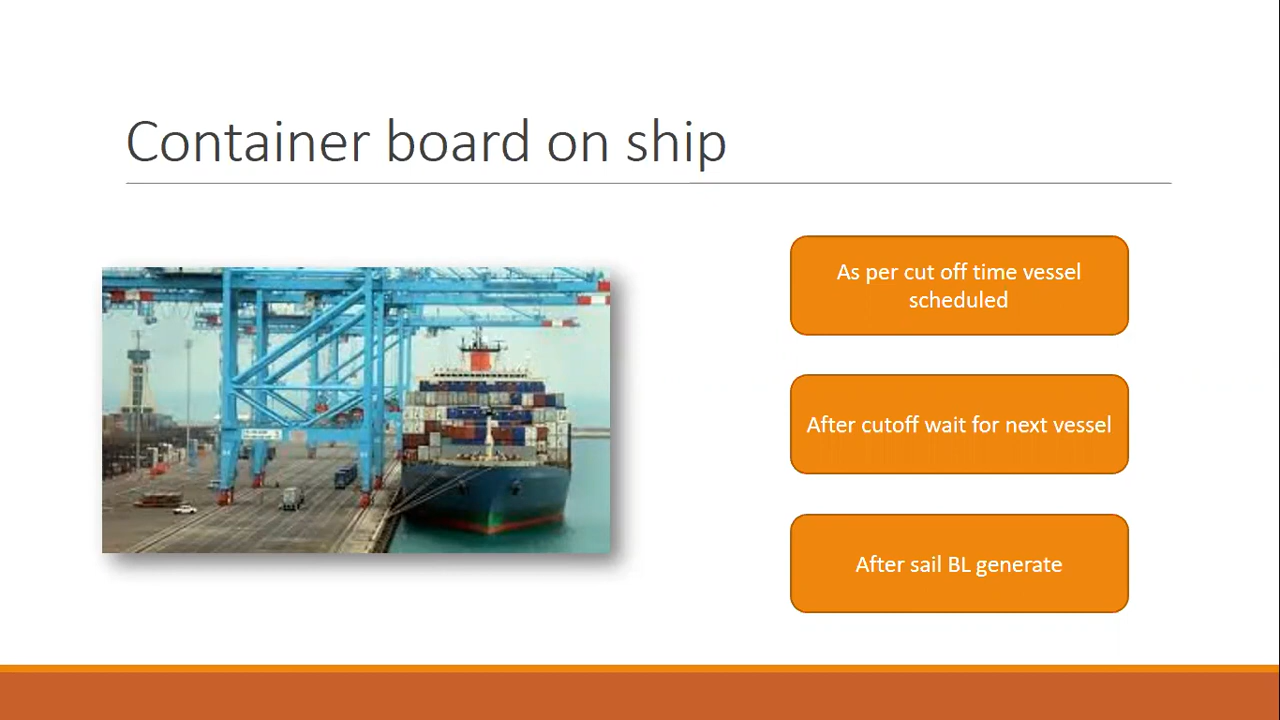 Container board on ship
As per cut off time vessel
scheduled
After cutoff wait for next vessel
After sail BL generate